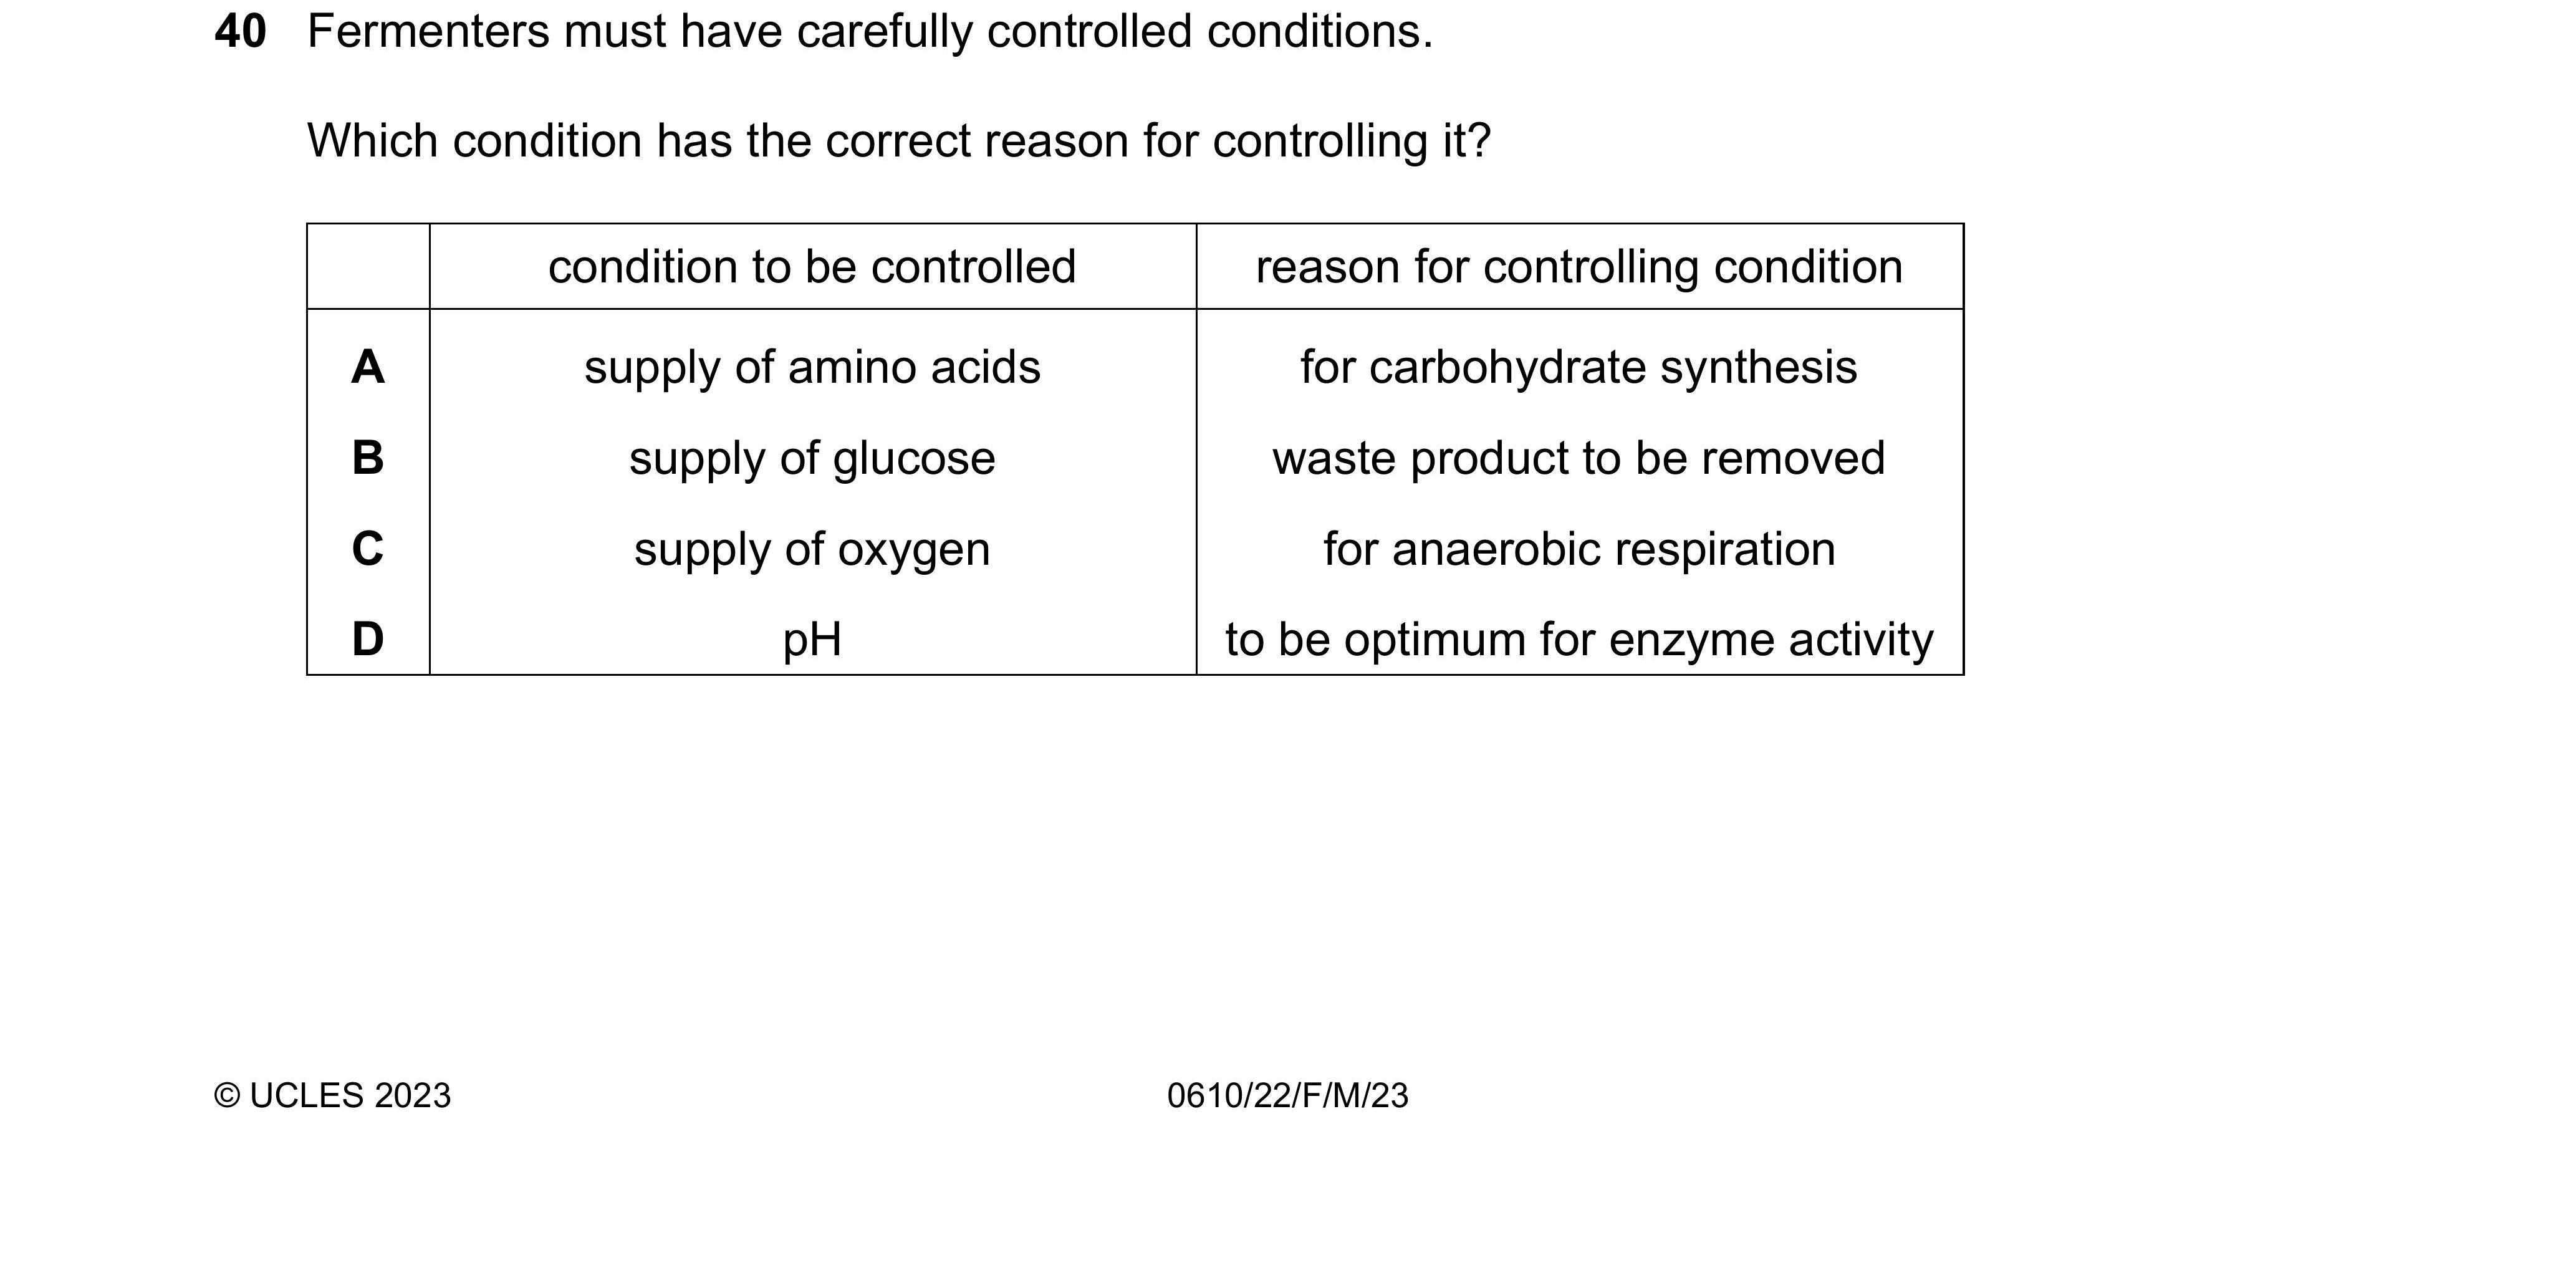 40 Fermenters must have carefully controlled conditions.
Which condition has the correct reason for controlling it?
condition to be controlled reason for controlling condition
A supply of amino acids for carbohydrate synthesis
B supply of glucose waste product to be removed
C supply of oxygen for anaerobic respiration
D pH to be optimum for enzyme activity
© UCLES 2023 0610/22/F/M/23